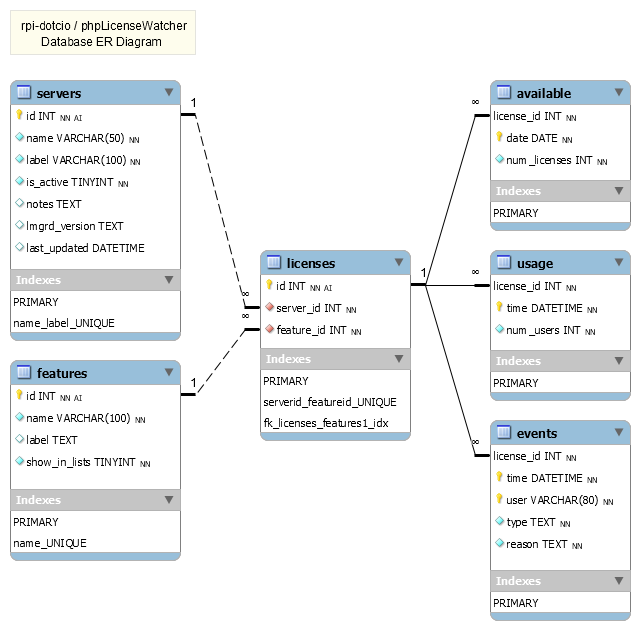 rpi-dotcio / phpLicenseWatcher
Database ER Diagram
servers
id INT NN AI
name VARCHAR(50) NN
label VARCHAR(100) NN
is_active TINYINT NN
notes TEXT
lmgrd_version TEXT
last_updated DATETIME
Indexes
PRIMARY
name_label_UNIQUE
1
features
id INT NN AI
name VARCHAR(100) NN
label TEXT
show_in_lists TINYINT NN
Indexes
PRIMARY
name_UNIQUE
1
∞
∞
licenses
id INT NN AI
server_id INT NN
feature_id INT NN
Indexes
PRIMARY
serverid_featureid_UNIQUE
fk_licenses_features1_idx
1
∞
available
license_id INT NN
date DATE NN
num_licenses INT NN
Indexes
PRIMARY
∞
usage
license_id INT NN
time DATETIME NN
num_users INT NN
Indexes
PRIMARY
∞
events
license_id INT NN
time DATETIME NN
user VARCHAR(80) NN
type TEXT NN
reason TEXT NN
Indexes
PRIMARY